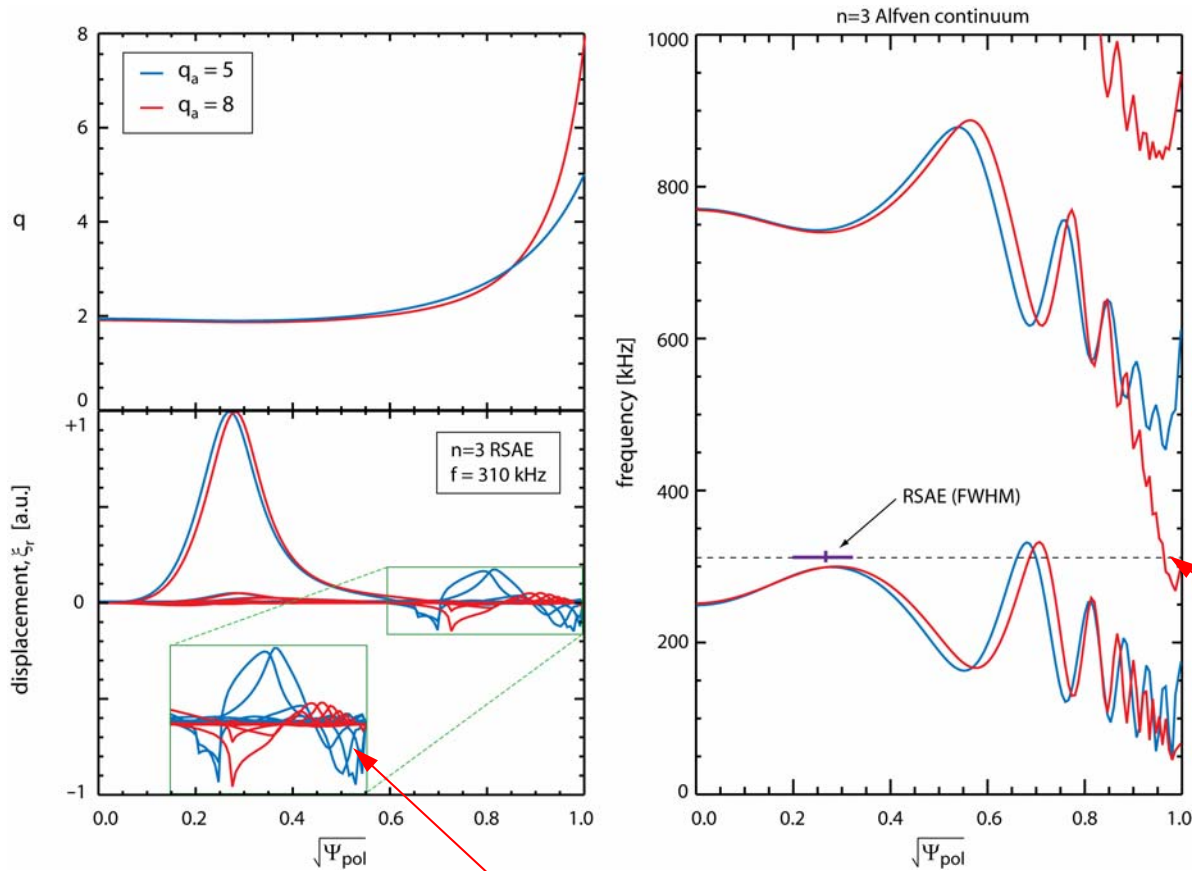 8
6
4
2
0
q
q_a = 5
q_a = 8
+1
0
-1
displacement, ξ_r [a.u.]
n=3 RSAE
f = 310 kHz
0.0 0.2 0.4 0.6 0.8 1.0
√Ψ_pol
n=3 Alfven continuum
1000
800
600
400
200
0
frequency [kHz]
RSAE (FWHM)
0.0 0.2 0.4 0.6 0.8 1.0
√Ψ_pol